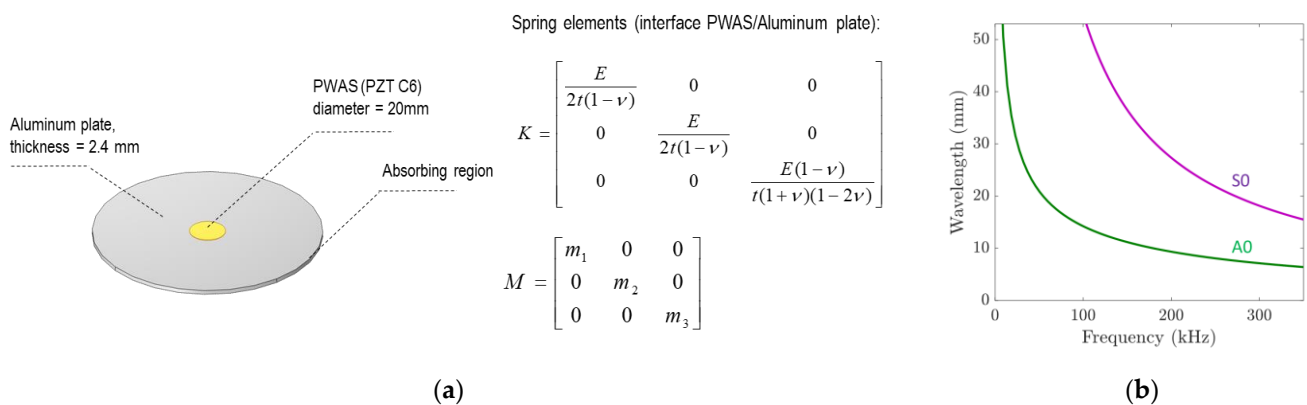 Spring elements (interface PWAS/Aluminum plate):
PWAS (PZT C6)
diameter = 20mm
Aluminum plate,
thickness = 2.4 mm
Absorbing region
K = [ E / 2t(1−ν) 0 0
0 E / 2t(1−ν) 0
0 0 E(1−ν) / t(1+ν)(1−2ν) ]
M = [ m₁ 0 0
0 m₂ 0
0 0 m₃ ]
(a)
Wavelength (mm)
50
40
30
20
10
0
S0
A0
0 100 200 300
Frequency (kHz)
(b)